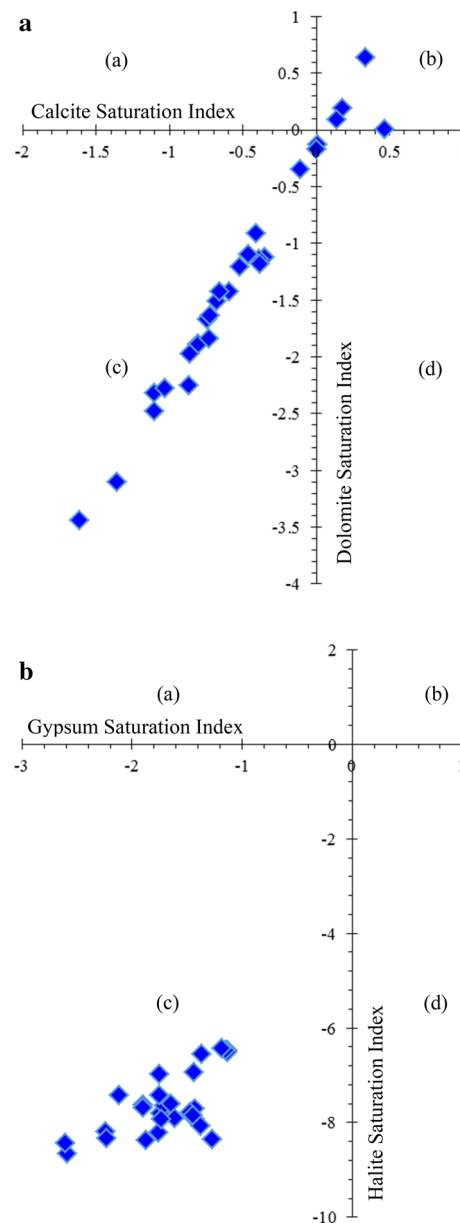 a
1
(a)
(b)
0.5
Calcite Saturation Index
0
-2 -1.5 -1 -0.5 0 0.5
-0.5
-1
-1.5
(c)
(d)
-2
Dolomite Saturation Index
-2.5
-3
-3.5
-4
b
2
(a)
(b)
Gypsum Saturation Index
0
-3 -2 -1 0
-2
-4
(c)
(d)
-6
Halite Saturation Index
-8
-10